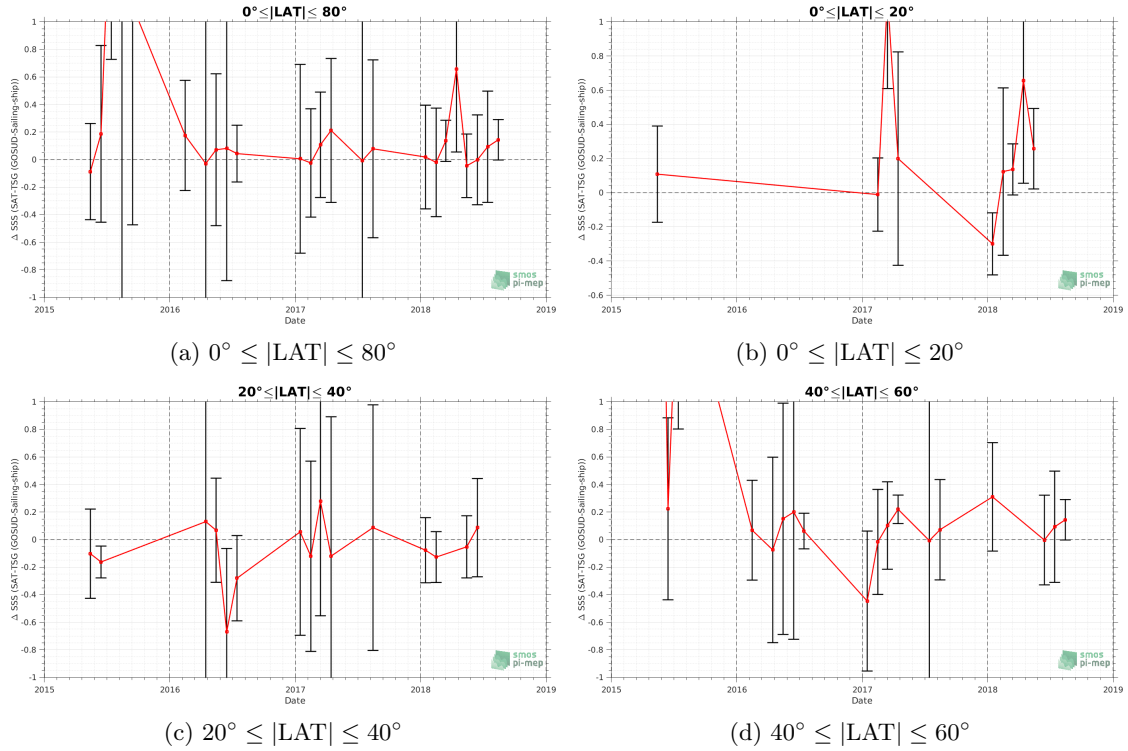 0°≤|LAT|≤ 80°
Δ SSS (SAT-TSG (GOSUD-Sailing-ship))
1
0.8
0.6
0.4
0.2
0
-0.2
-0.4
-0.6
-0.8
-1
2015
2016
2017
2018
2019
Date
smos
pi-mep
(a) 0° ≤ |LAT| ≤ 80°
0°≤|LAT|≤ 20°
Δ SSS (SAT-TSG (GOSUD-Sailing-ship))
1
0.8
0.6
0.4
0.2
0
-0.2
-0.4
-0.6
2015
2016
2017
2018
2019
Date
smos
pi-mep
(b) 0° ≤ |LAT| ≤ 20°
20°≤|LAT|≤ 40°
Δ SSS (SAT-TSG (GOSUD-Sailing-ship))
1
0.8
0.6
0.4
0.2
0
-0.2
-0.4
-0.6
-0.8
-1
2015
2016
2017
2018
2019
Date
smos
pi-mep
(c) 20° ≤ |LAT| ≤ 40°
40°≤|LAT|≤ 60°
Δ SSS (SAT-TSG (GOSUD-Sailing-ship))
1
0.8
0.6
0.4
0.2
0
-0.2
-0.4
-0.6
-0.8
-1
2015
2016
2017
2018
2019
Date
smos
pi-mep
(d) 40° ≤ |LAT| ≤ 60°